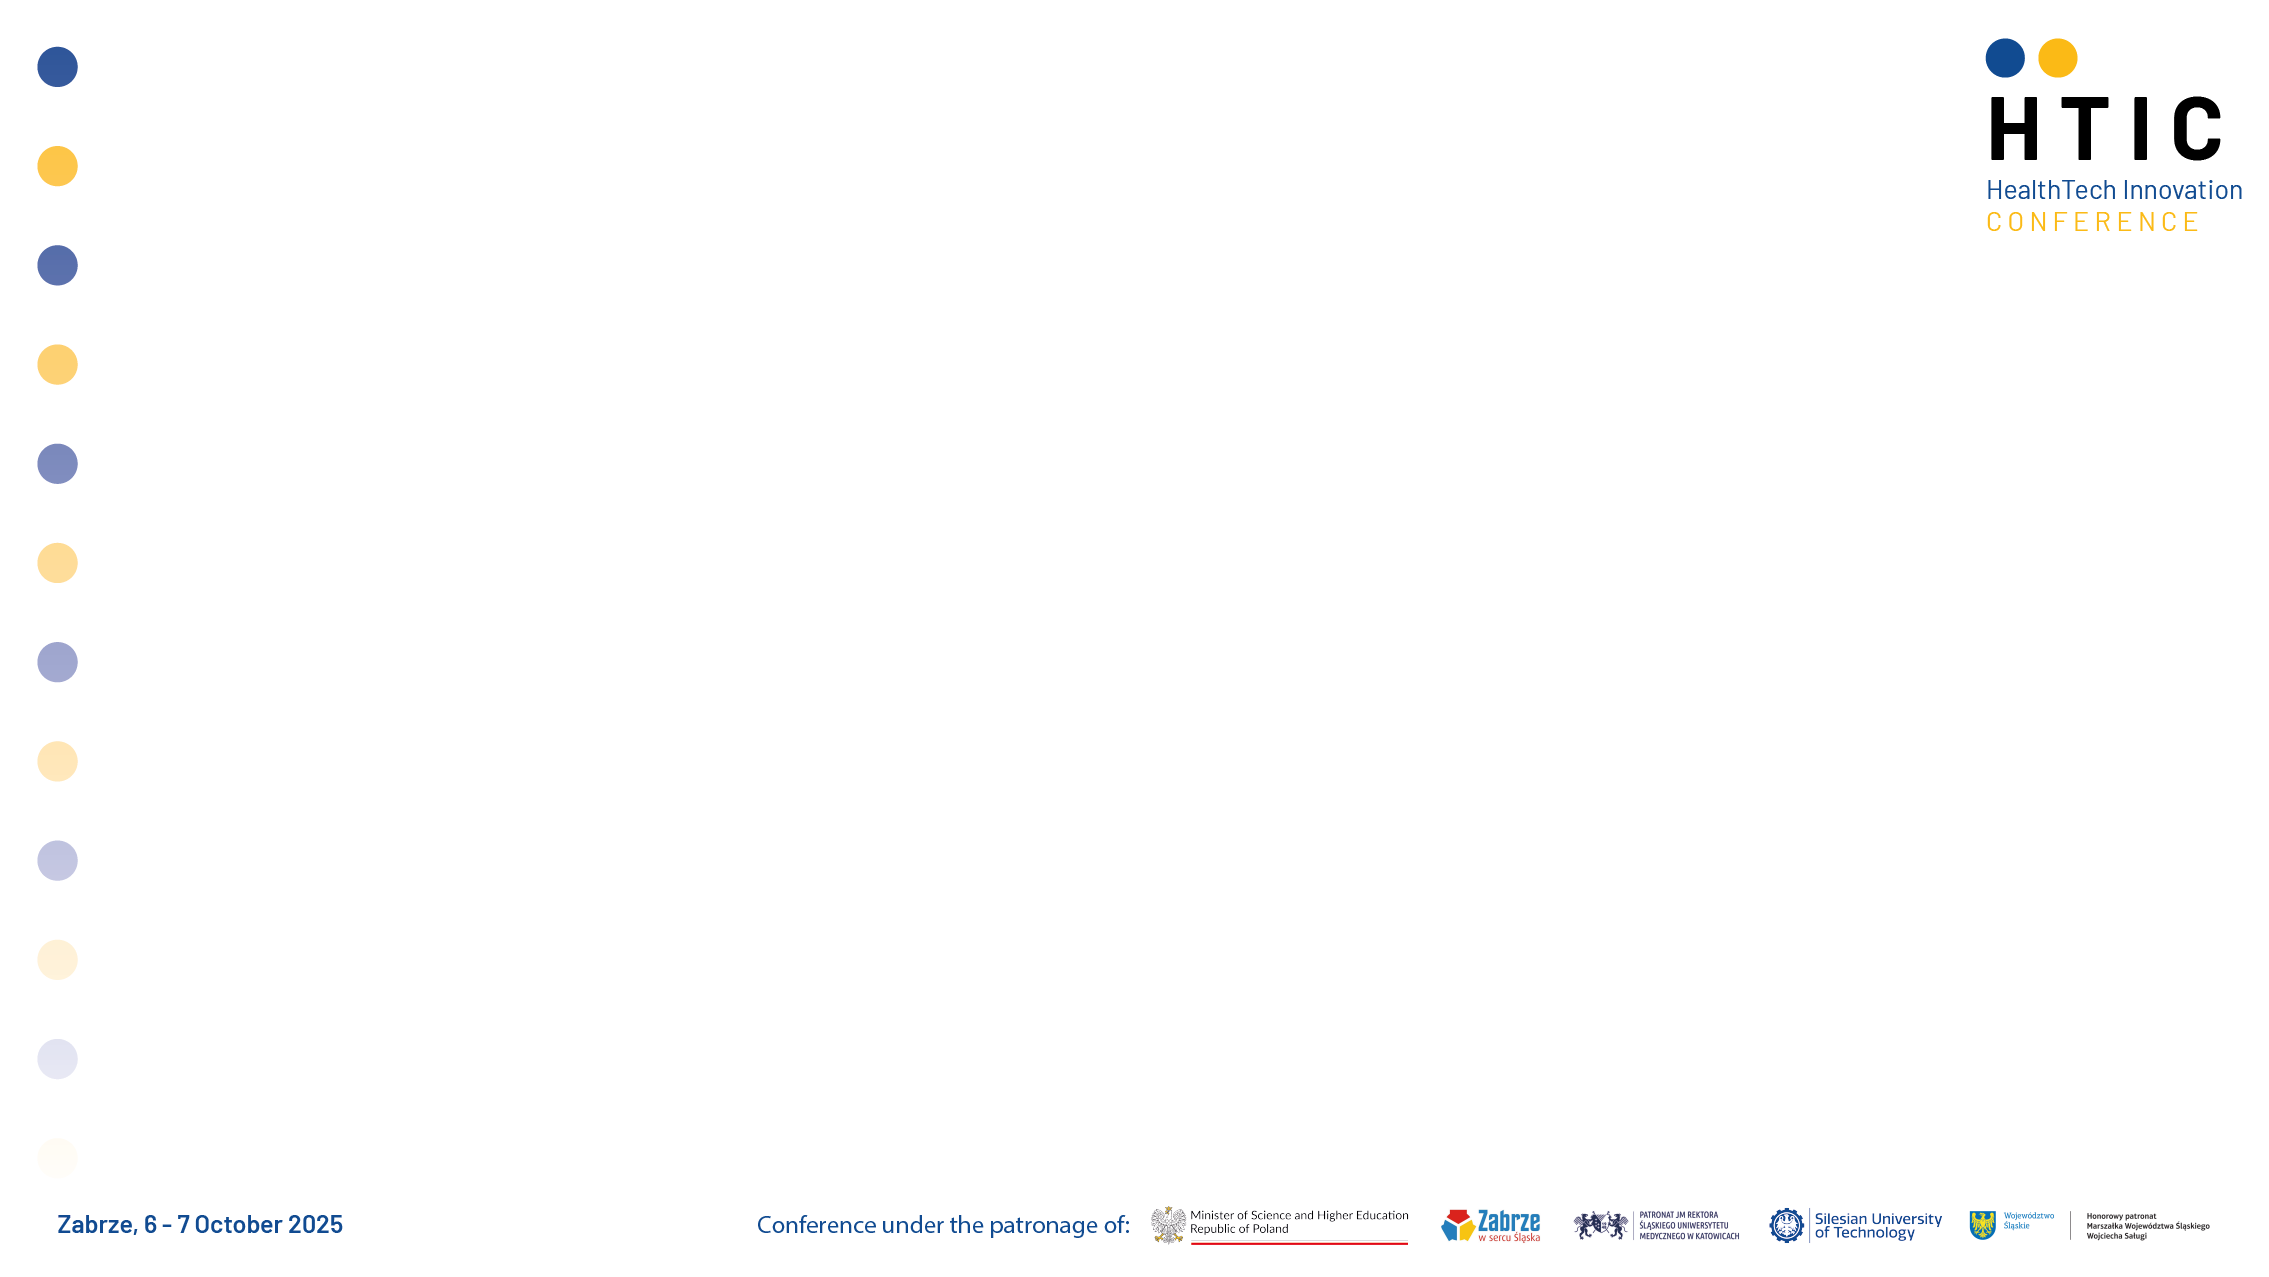 HTIC
HealthTech Innovation
CONFERENCE
Zabrze, 6 - 7 October 2025
Conference under the patronage of:
Minister of Science and Higher Education
Republic of Poland
Zabrze
w sercu Śląska
PATRONAT JM REKTORA
ŚLĄSKIEGO UNIWERSYTETU
MEDYCZNEGO W KATOWICACH
Silesian University
of Technology
Województwo
Śląskie
Honorowy patronat
Marszałka Województwa Śląskiego
Wojciecha Saługi